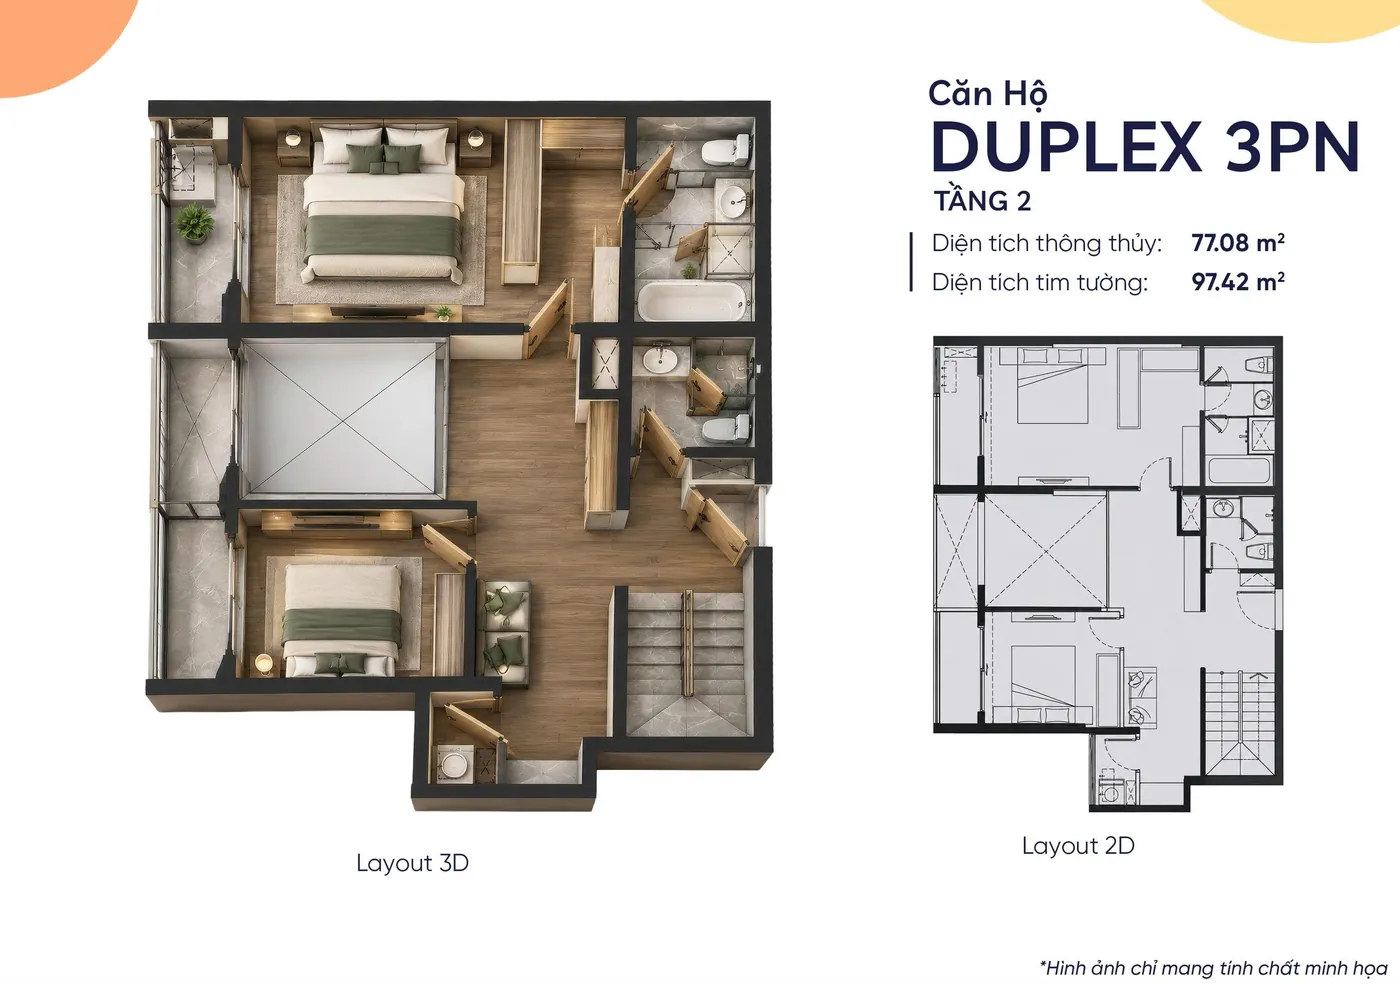 Căn Hộ
DUPLEX 3PN
TẦNG 2
Diện tích thông thủy: 77.08 m²
Diện tích tim tường: 97.42 m²
Layout 3D
Layout 2D
*Hình ảnh chỉ mang tính chất minh họa